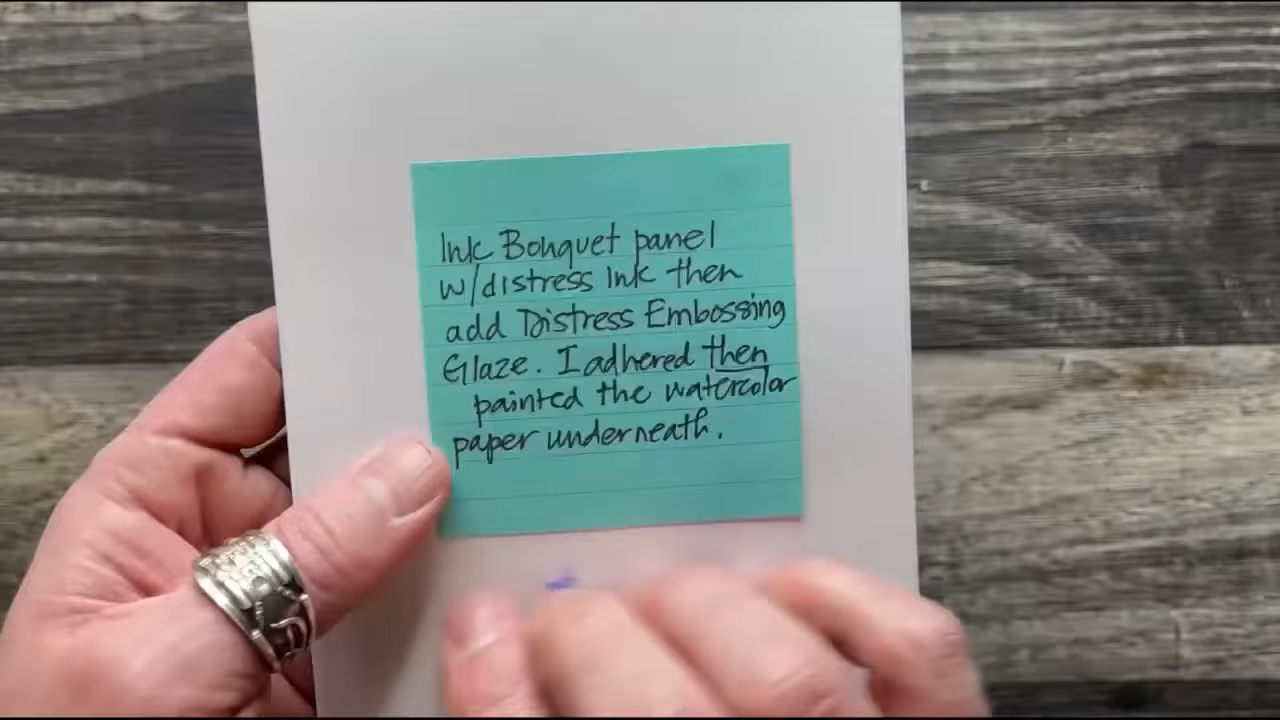 Ink Bouquet panel
w/distress Ink then
add Distress Embossing
Glaze. I adhered then
painted the watercolor
paper underneath.